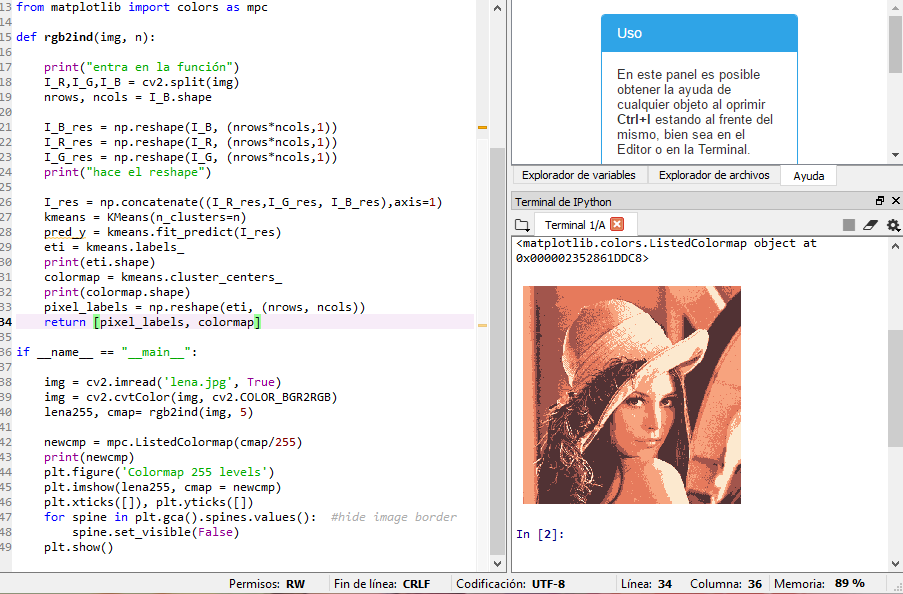 13 from matplotlib import colors as mpc
14
15 def rgb2ind(img, n):
16
17     print("entra en la función")
18     I_R,I_G,I_B = cv2.split(img)
19     nrows, ncols = I_B.shape
20
21     I_B_res = np.reshape(I_B, (nrows*ncols,1))
22     I_R_res = np.reshape(I_R, (nrows*ncols,1))
23     I_G_res = np.reshape(I_G, (nrows*ncols,1))
24     print("hace el reshape")
25
26     I_res = np.concatenate((I_R_res,I_G_res, I_B_res),axis=1)
27     kmeans = KMeans(n_clusters=n)
28     pred_y = kmeans.fit_predict(I_res)
29     eti = kmeans.labels_
30     print(eti.shape)
31     colormap = kmeans.cluster_centers_
32     print(colormap.shape)
33     pixel_labels = np.reshape(eti, (nrows, ncols))
34     return [pixel_labels, colormap]
35
36 if __name__ == "__main__":
37
38     img = cv2.imread('lena.jpg', True)
39     img = cv2.cvtColor(img, cv2.COLOR_BGR2RGB)
40     lena255, cmap= rgb2ind(img, 5)
41
42     newcmp = mpc.ListedColormap(cmap/255)
43     print(newcmp)
44     plt.figure('Colormap 255 levels')
45     plt.imshow(lena255, cmap = newcmp)
46     plt.xticks([]), plt.yticks([])
47     for spine in plt.gca().spines.values():  #hide image border
48         spine.set_visible(False)
49     plt.show()
Uso
En este panel es posible
obtener la ayuda de
cualquier objeto al oprimir
Ctrl+I estando al frente del
mismo, bien sea en el
Editor o en la Terminal.
Explorador de variables Explorador de archivos Ayuda
Terminal de IPython
Terminal 1/A
<matplotlib.colors.ListedColormap object at
0x000002352861DDC8>
In [2]:
Permisos: RW Fin de línea: CRLF Codificación: UTF-8 Línea: 34 Columna: 36 Memoria: 89 %